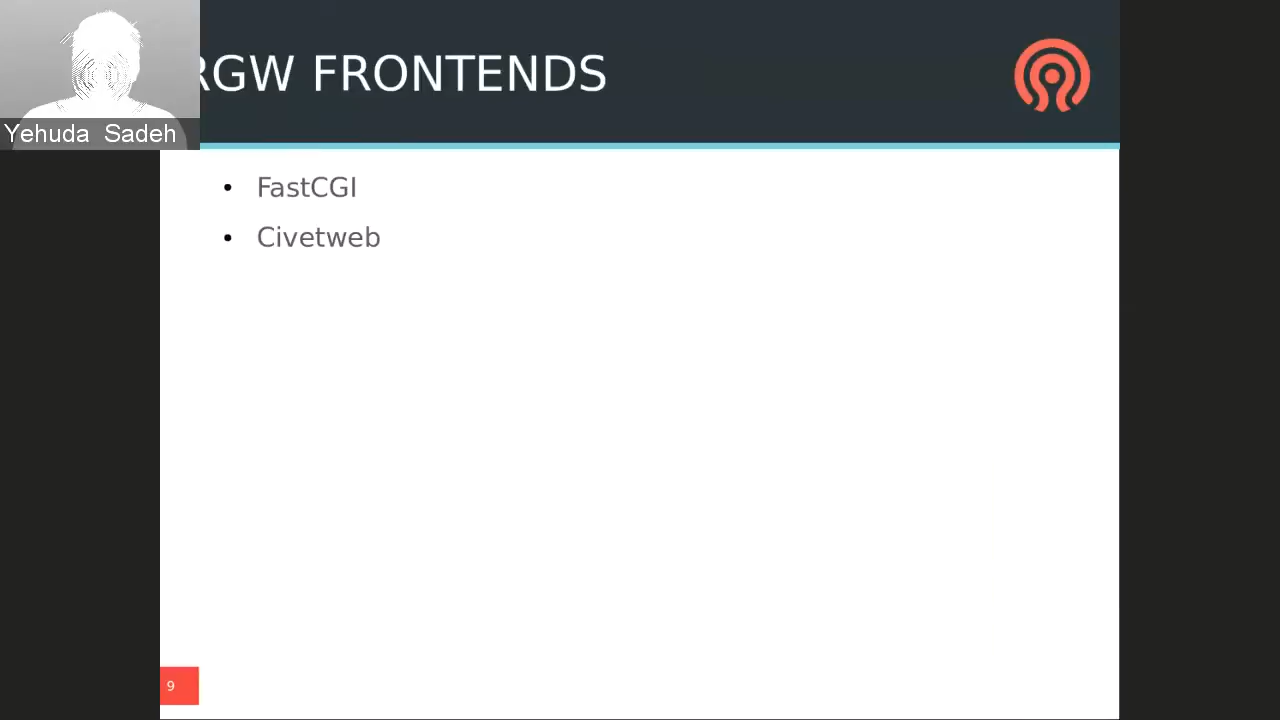 RGW FRONTENDS
Yehuda Sadeh
• FastCGI
• Civetweb
9